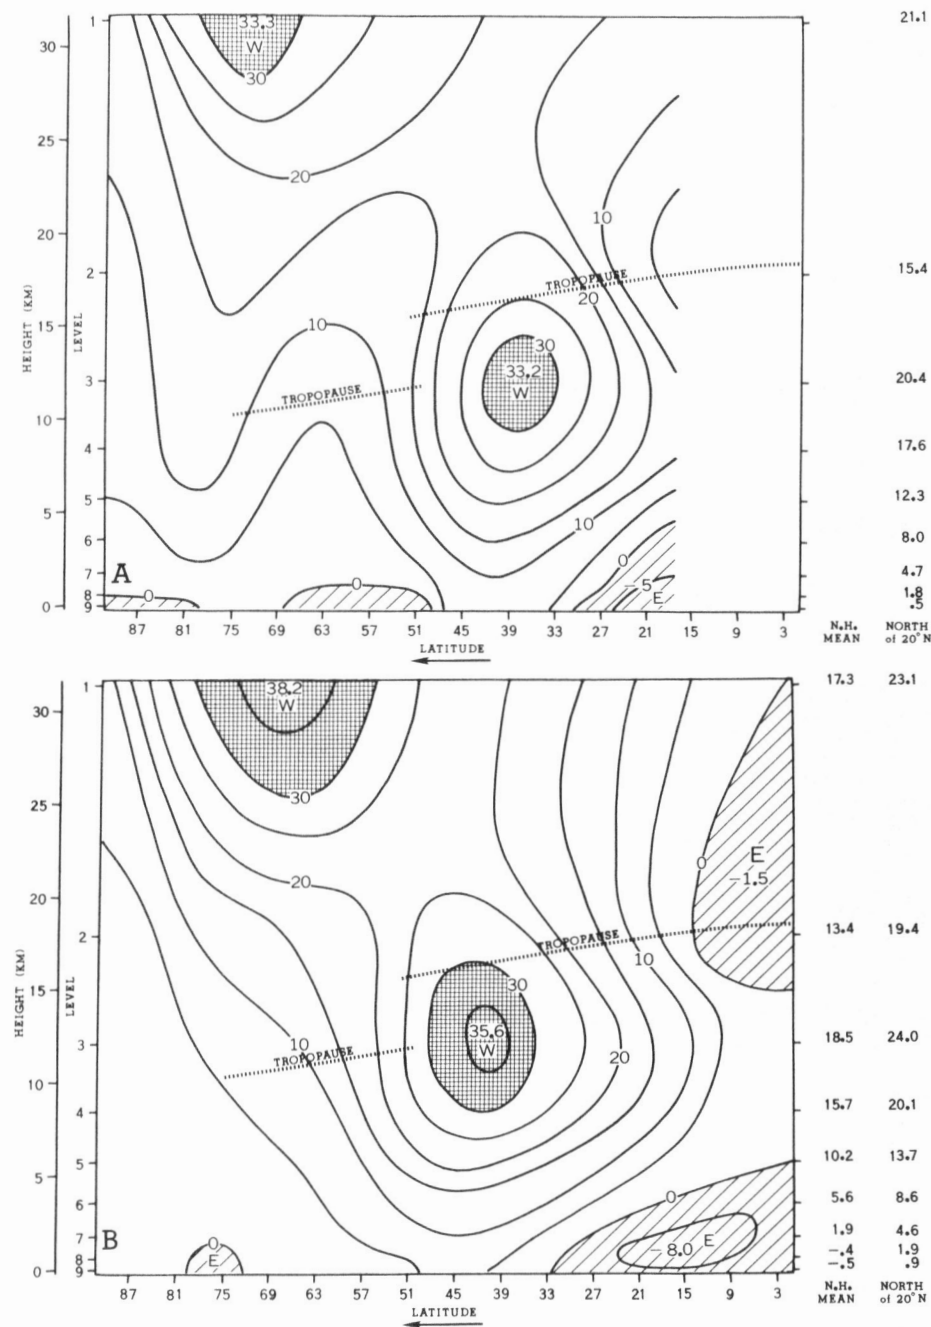 33.3 21.1
30 1 W
30
25
20
20 10
TROPOPAUSE 15.4
2 20
HEIGHT (KM)
LEVEL
15 10 30
3 33.2 20.4
TROPOPAUSE W
10
4 17.6
5 12.3
5 10
6 8.0
A 0
7 4.7
8 0 0 -5 1.8
0 9 E .5
87 81 75 69 63 57 51 45 39 33 27 21 15 9 3
N.H. MEAN NORTH of 20°N
LATITUDE
1 38.2 17.3 23.1
30 W
25 30
0 E
-1.5
20 20
2 TROPOPAUSE 13.4 19.4
10
HEIGHT (KM)
LEVEL
15 30
10 35.6
3 TROPOPAUSE W 20 18.5 24.0
10
4 15.7 20.1
5 10.2 13.7
5
6 0 5.6 8.6
B
7 0 E 1.9 4.6
8 E -8.0 -.4 1.9
0 9 -.5 .9
87 81 75 69 63 57 51 45 39 33 27 21 15 9 3
N.H. MEAN NORTH of 20°N
LATITUDE